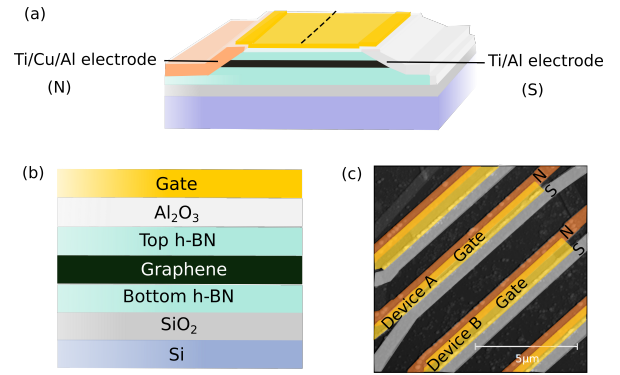 (a)
Ti/Cu/Al electrode
(N)
Ti/Al electrode
(S)
(b)
Gate
Al₂O₃
Top h-BN
Graphene
Bottom h-BN
SiO₂
Si
(c)
N
S
Gate
Device A
N
S
Gate
Device B
5μm